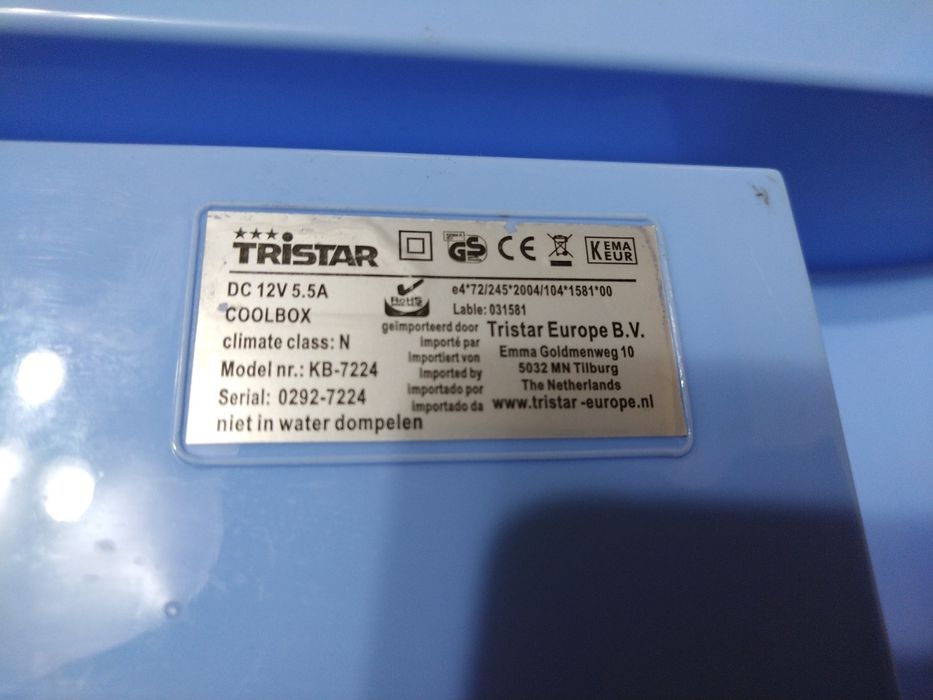 TRiSTAR
GS
CE
KEMA
EUR
DC 12V 5.5A
RoHS
e4*72/245*2004/104*1581*00
COOLBOX
Lable: 031581
climate class: N
geïmporteerd door
Tristar Europe B.V.
importé par
Emma Goldmenweg 10
Model nr.: KB-7224
importiert von
5032 MN Tilburg
imported by
The Netherlands
Serial: 0292-7224
importado por
www.tristar-europe.nl
importado da
niet in water dompelen